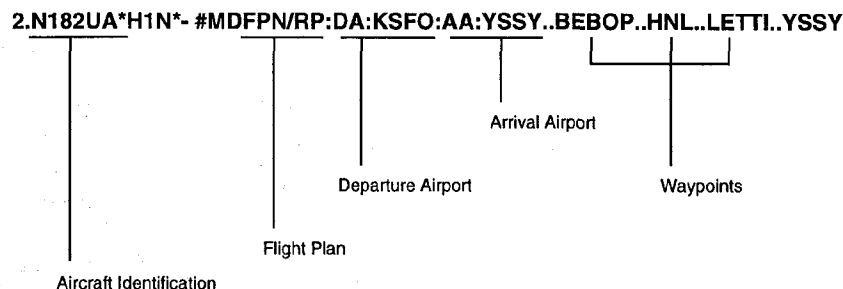 2.N182UA*H1N*- #MDFPN/RP:DA:KSFO:AA:YSSY..BEBOP..HNL..LETTI..YSSY
Arrival Airport
Departure Airport
Waypoints
Flight Plan
Aircraft Identification